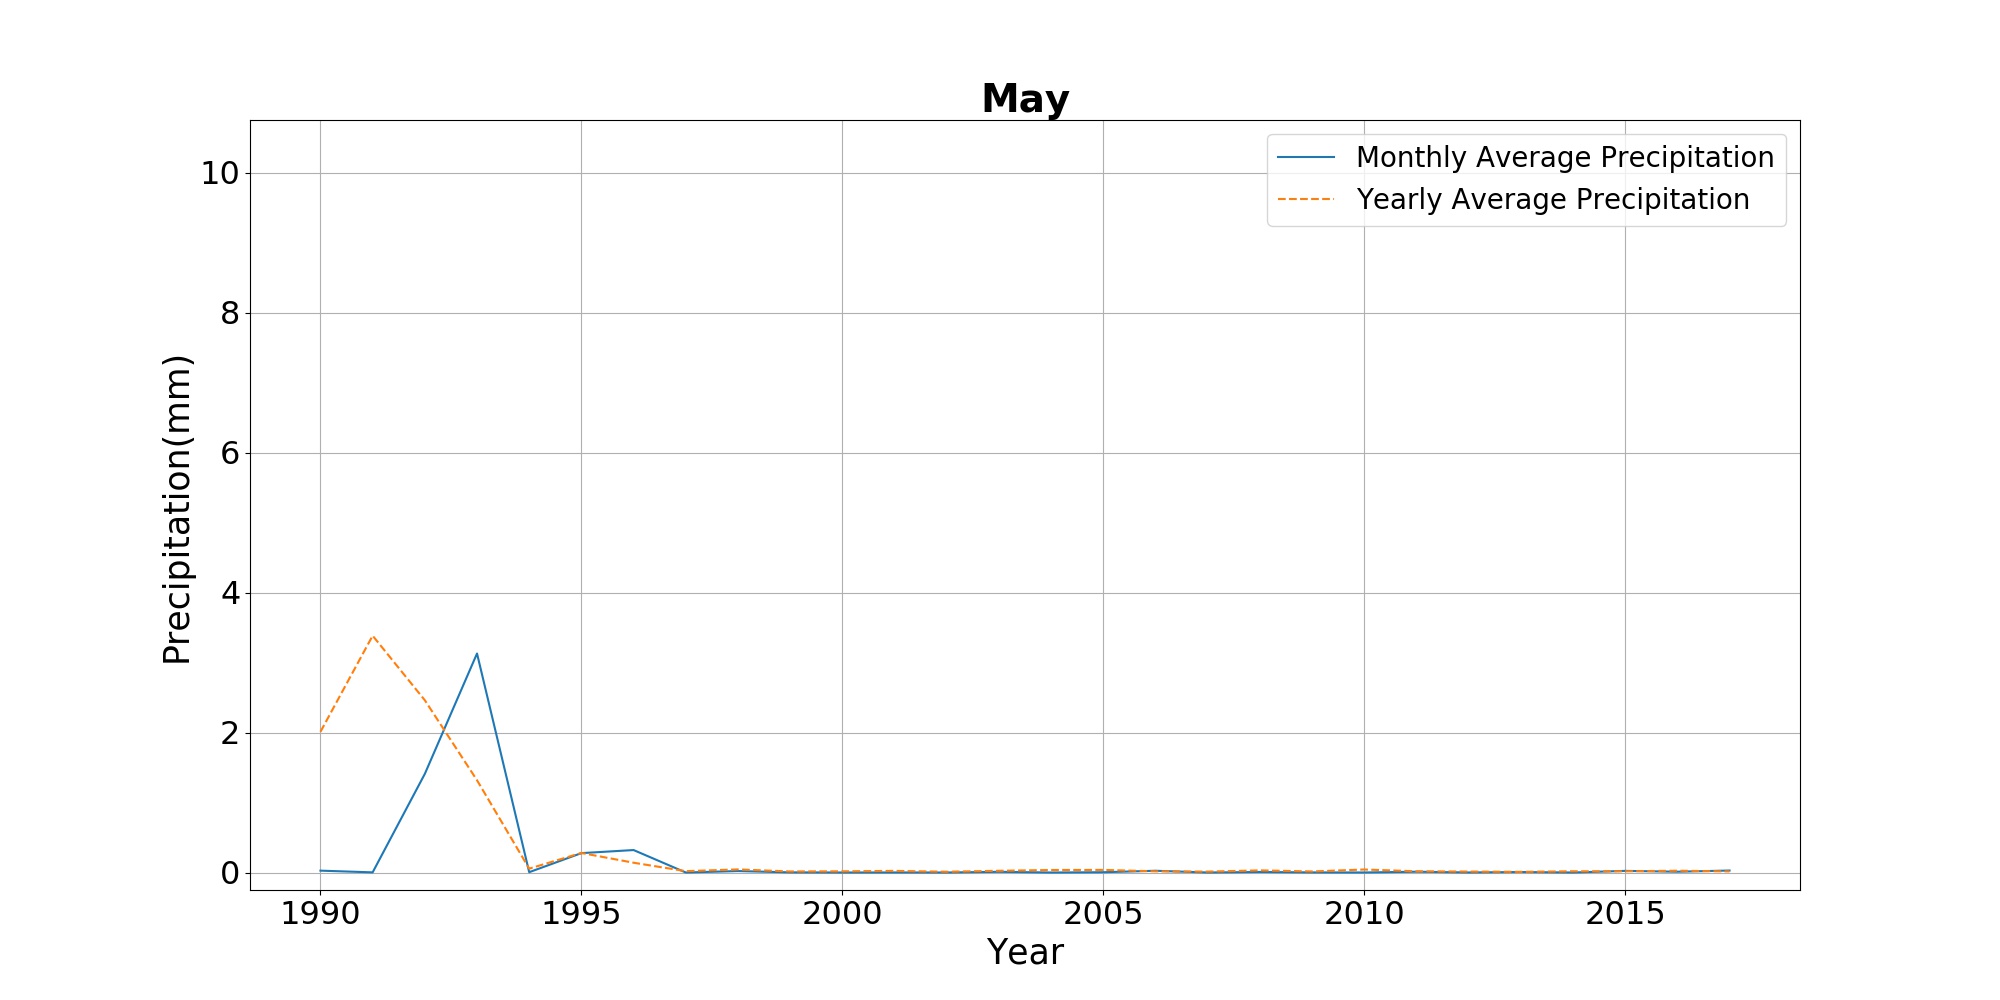 May
Monthly Average Precipitation
Yearly Average Precipitation
Precipitation(mm)
10
8
6
4
2
0
1990 1995 2000 2005 2010 2015
Year